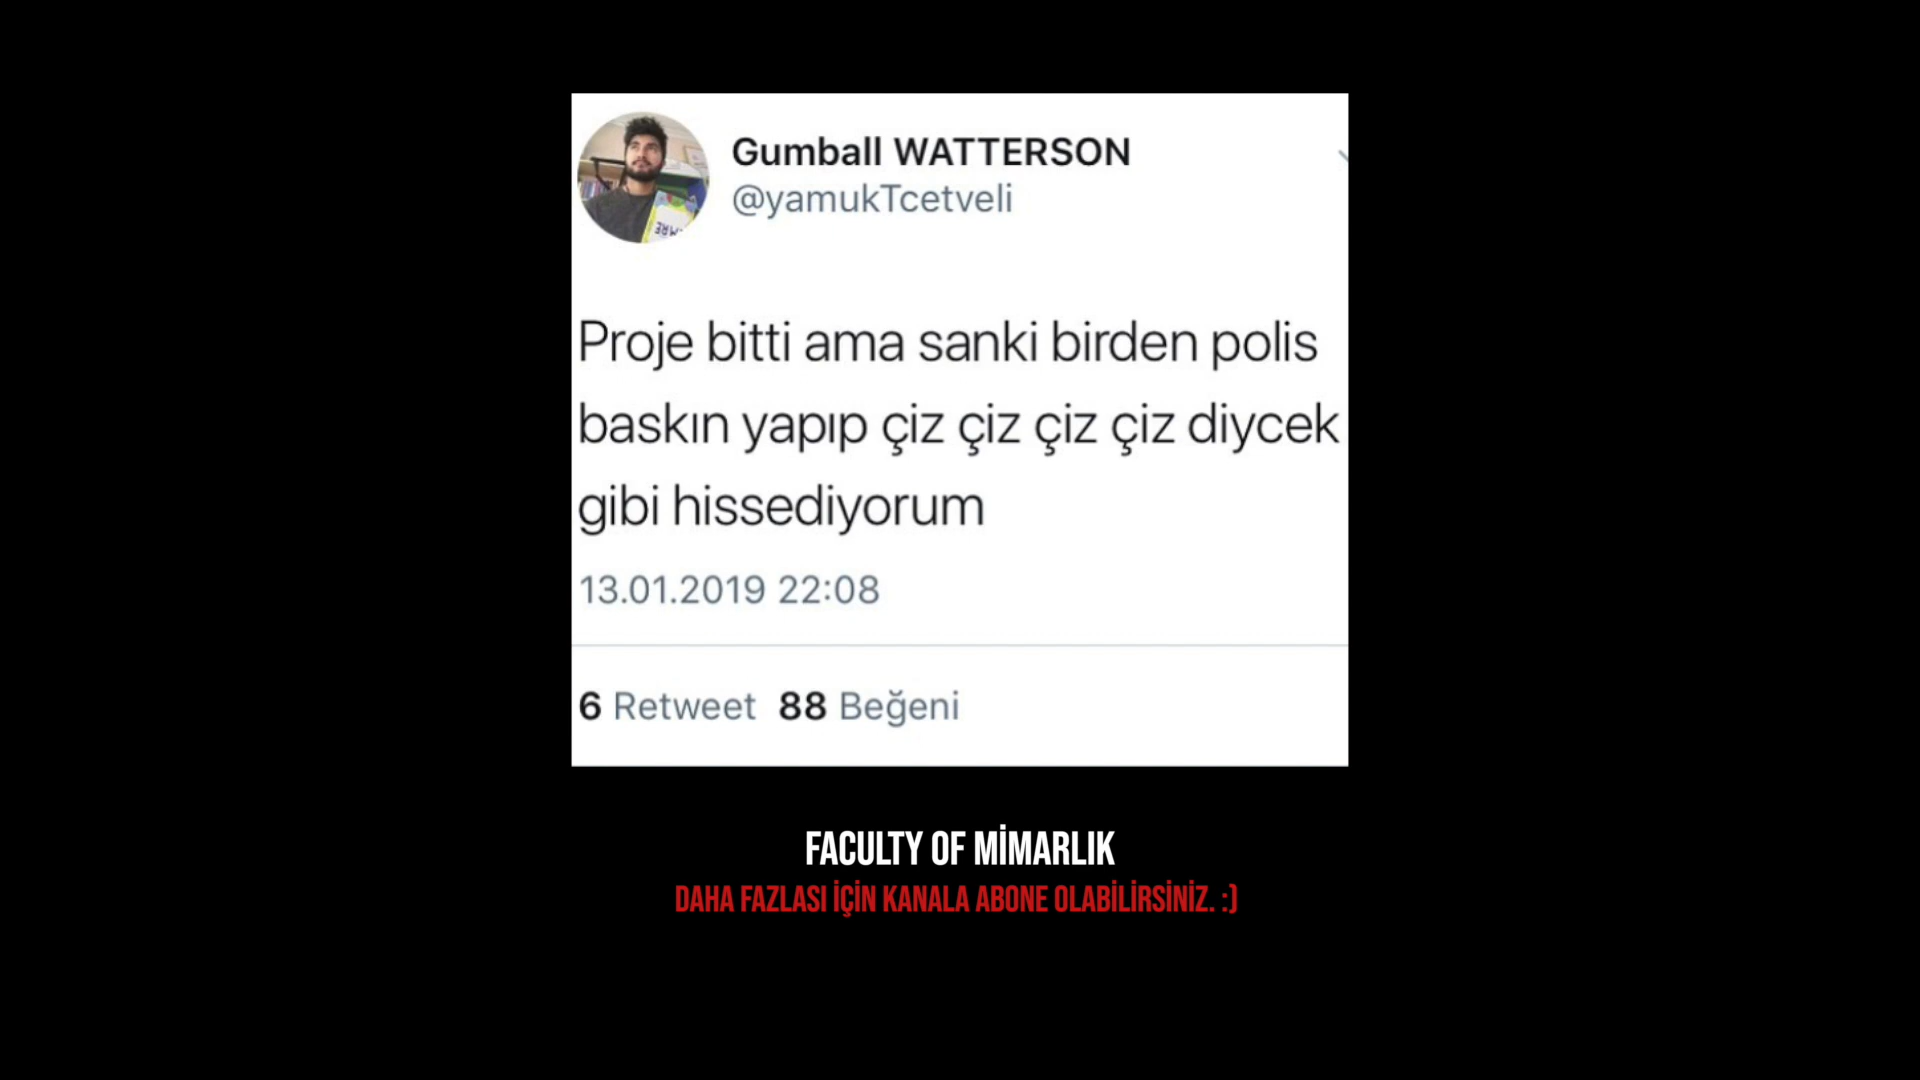 Gumball WATTERSON
@yamukTcetveli
Proje bitti ama sanki birden polis
baskın yapıp çiz çiz çiz çiz diycek
gibi hissediyorum
13.01.2019 22:08
6 Retweet 88 Beğeni
FACULTY OF MİMARLIK
DAHA FAZLASI İÇİN KANALA ABONE OLABİLİRSİNİZ. :)